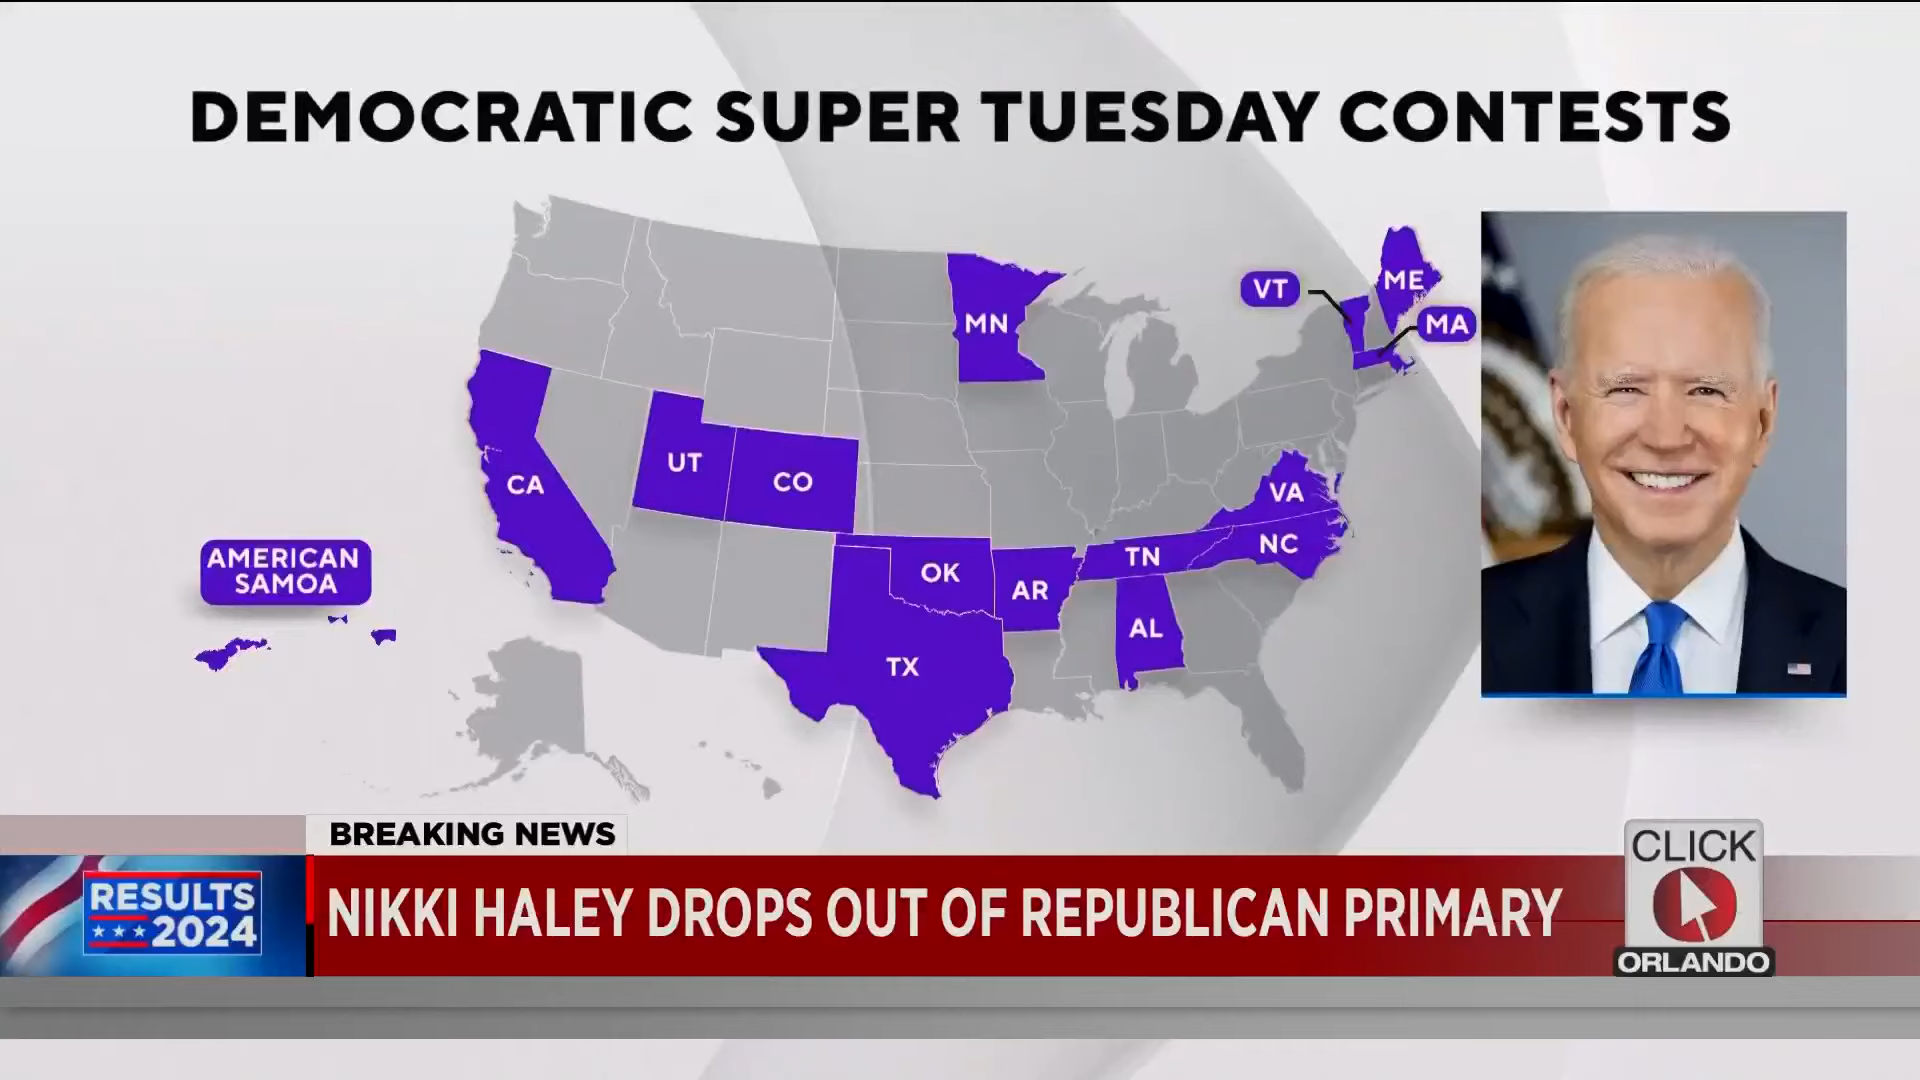 DEMOCRATIC SUPER TUESDAY CONTESTS
MN
VT
ME
MA
CA
UT
CO
VA
NC
TN
OK
AR
AL
TX
AMERICAN
SAMOA
BREAKING NEWS
RESULTS
2024
NIKKI HALEY DROPS OUT OF REPUBLICAN PRIMARY
CLICK
ORLANDO